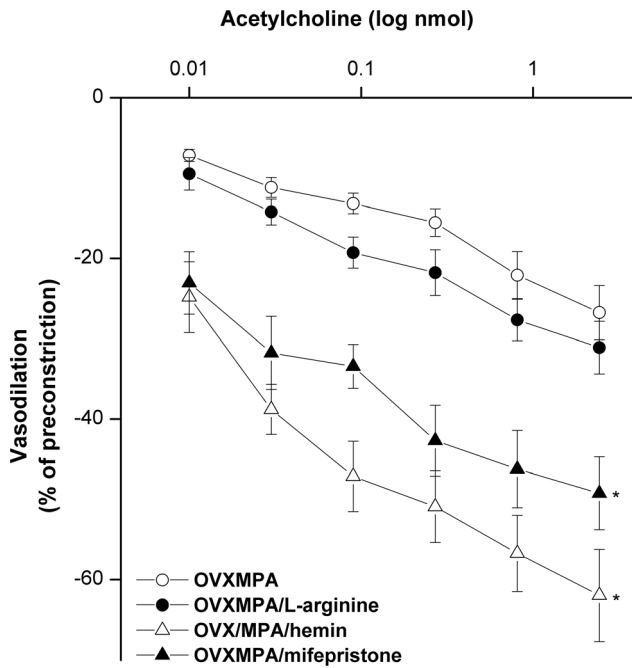 Acetylcholine (log nmol)
0.01 0.1 1
0
-20
-40
-60
Vasodilation
(% of preconstriction)
*
*
OVXMPA
OVXMPA/L-arginine
OVX/MPA/hemin
OVXMPA/mifepristone